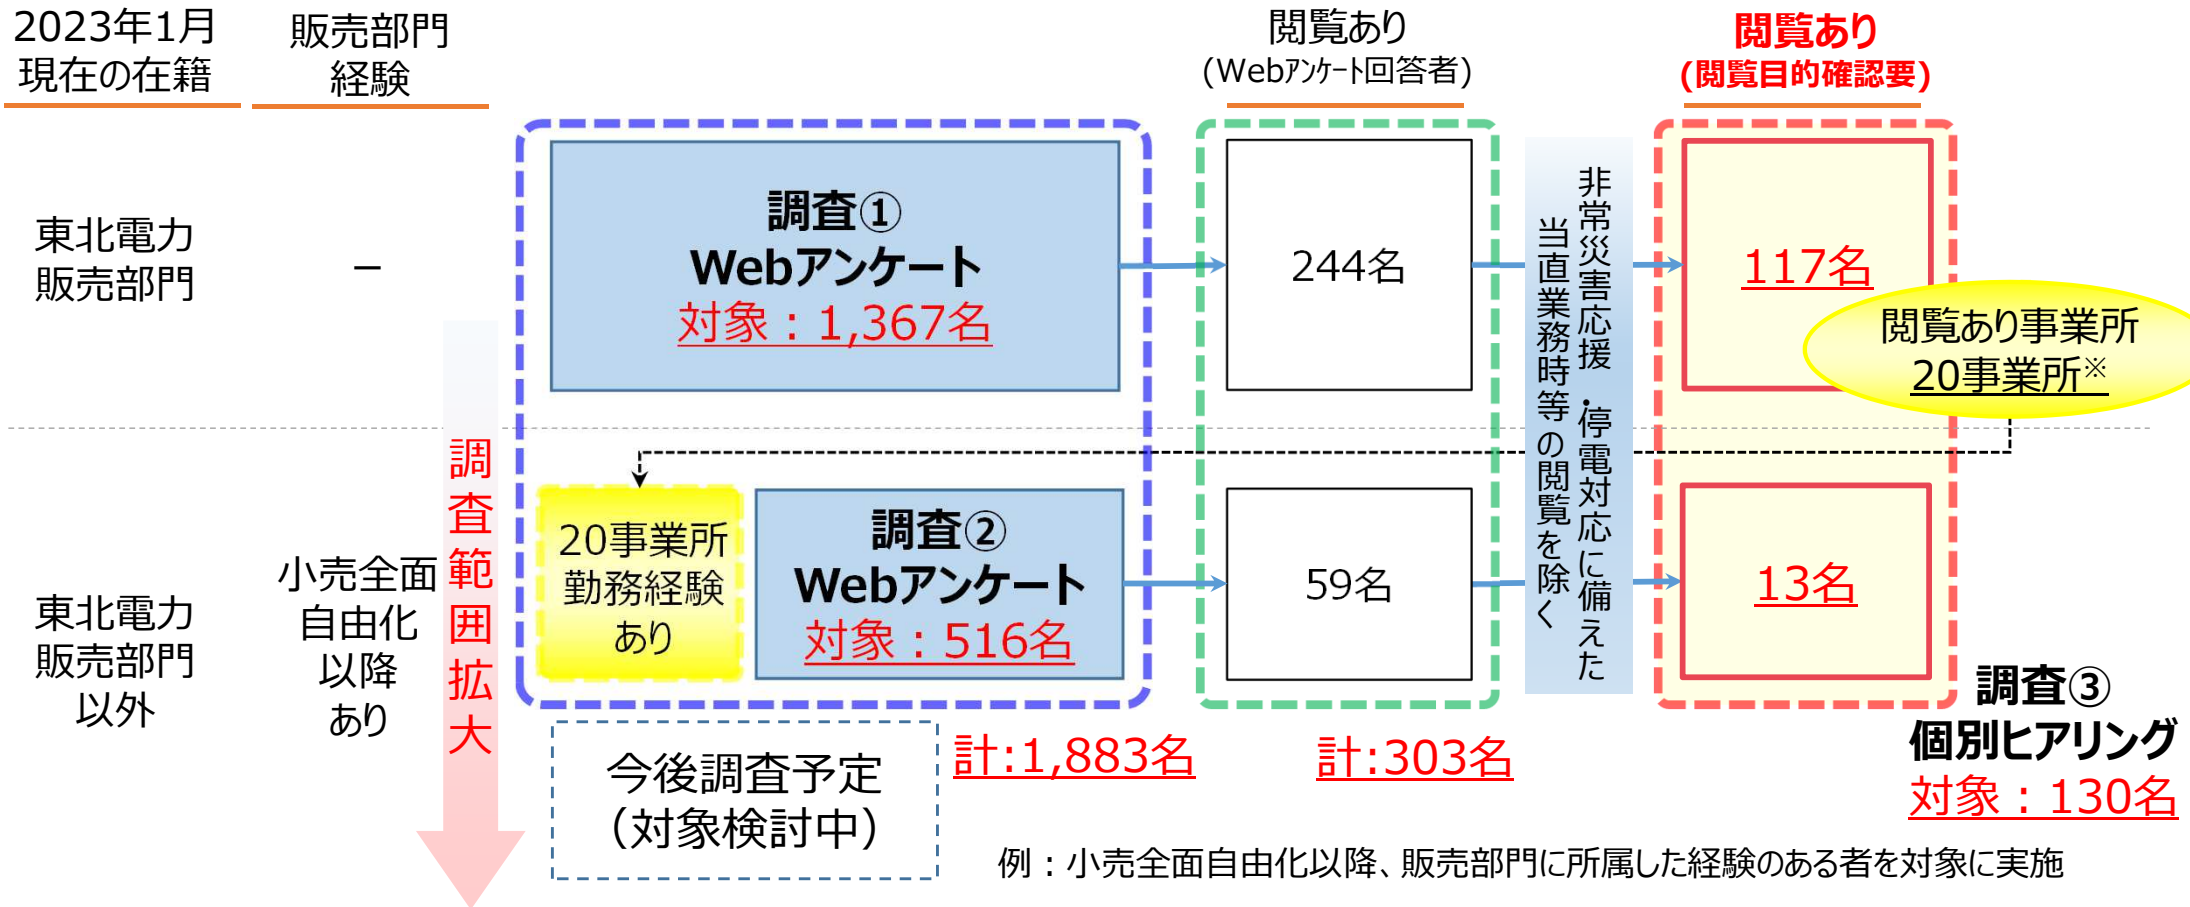 2023年1月
現在の在籍
販売部門
経験
閲覧あり
(Webアンケート回答者)
閲覧あり
(閲覧目的確認要)
東北電力
販売部門
－
調査①
Webアンケート
対象：1,367名
244名
非常災害応援・停電対応に備えた
当直業務時等の閲覧を除く
117名
閲覧あり事業所
20事業所※
調査範囲拡大
東北電力
販売部門
以外
小売全面
自由化
以降
あり
20事業所
勤務経験
あり
調査②
Webアンケート
対象：516名
59名
13名
調査③
個別ヒアリング
対象：130名
今後調査予定
（対象検討中）
計:1,883名
計:303名
例：小売全面自由化以降、販売部門に所属した経験のある者を対象に実施